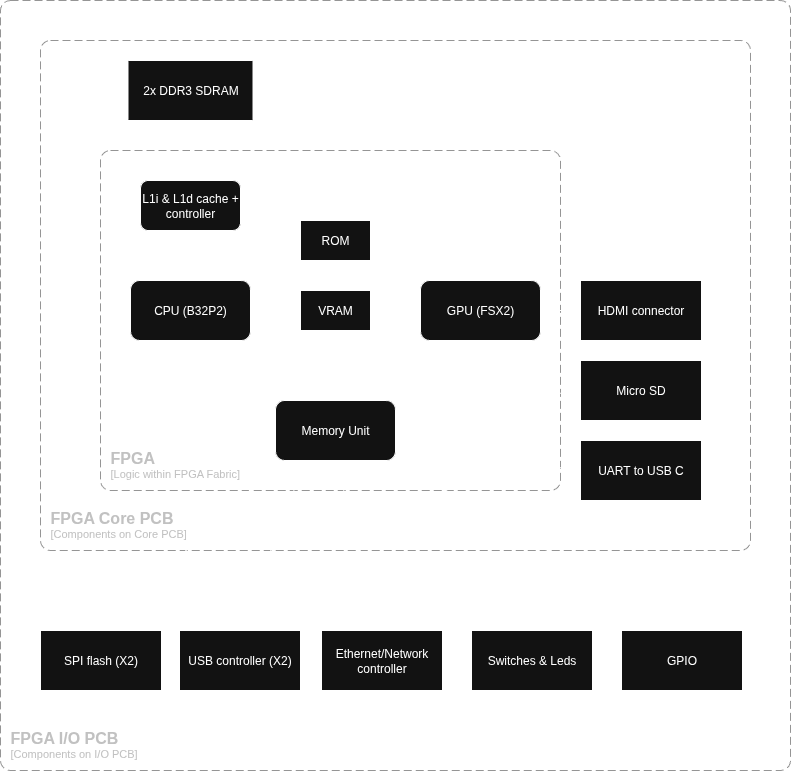 2x DDR3 SDRAM
L1i & L1d cache +
controller
ROM
CPU (B32P2)
VRAM
GPU (FSX2)
HDMI connector
Micro SD
Memory Unit
UART to USB C
FPGA
[Logic within FPGA Fabric]
FPGA Core PCB
[Components on Core PCB]
SPI flash (X2)
USB controller (X2)
Ethernet/Network
controller
Switches & Leds
GPIO
FPGA I/O PCB
[Components on I/O PCB]